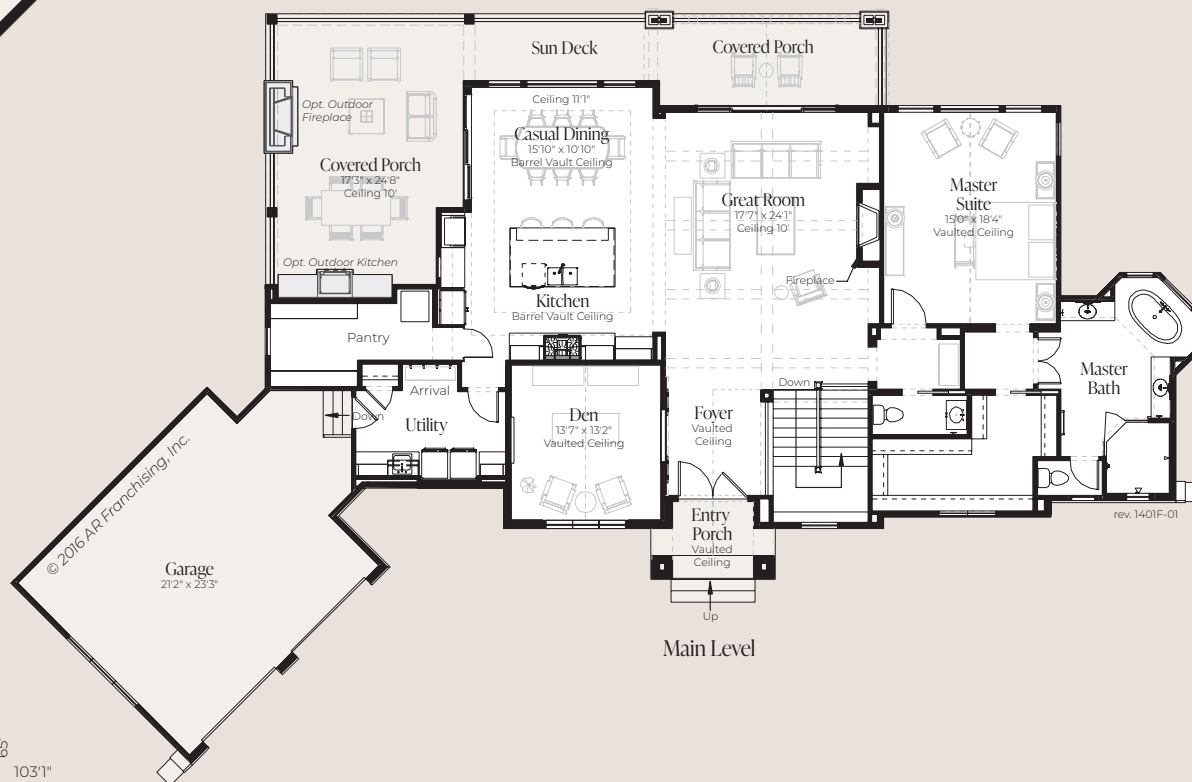 Sun Deck
Covered Porch
Opt. Outdoor
Fireplace
Covered Porch
17'3" x 24'8"
Ceiling 10'
Opt. Outdoor Kitchen
Ceiling 11'1"
Casual Dining
15'10" x 10'10"
Barrel Vault Ceiling
Great Room
17'7" x 24'1"
Ceiling 10'
Fireplace
Master
Suite
15'0" x 18'4"
Vaulted Ceiling
Kitchen
Barrel Vault Ceiling
Pantry
Arrival
Down
Utility
Den
13'7" x 13'2"
Vaulted Ceiling
Down
Foyer
Vaulted
Ceiling
Master
Bath
Entry
Porch
Vaulted
Ceiling
Up
rev. 1401F-01
© 2016 AR Franchising, Inc.
Garage
21'2" x 23'3"
Main Level
103'1"